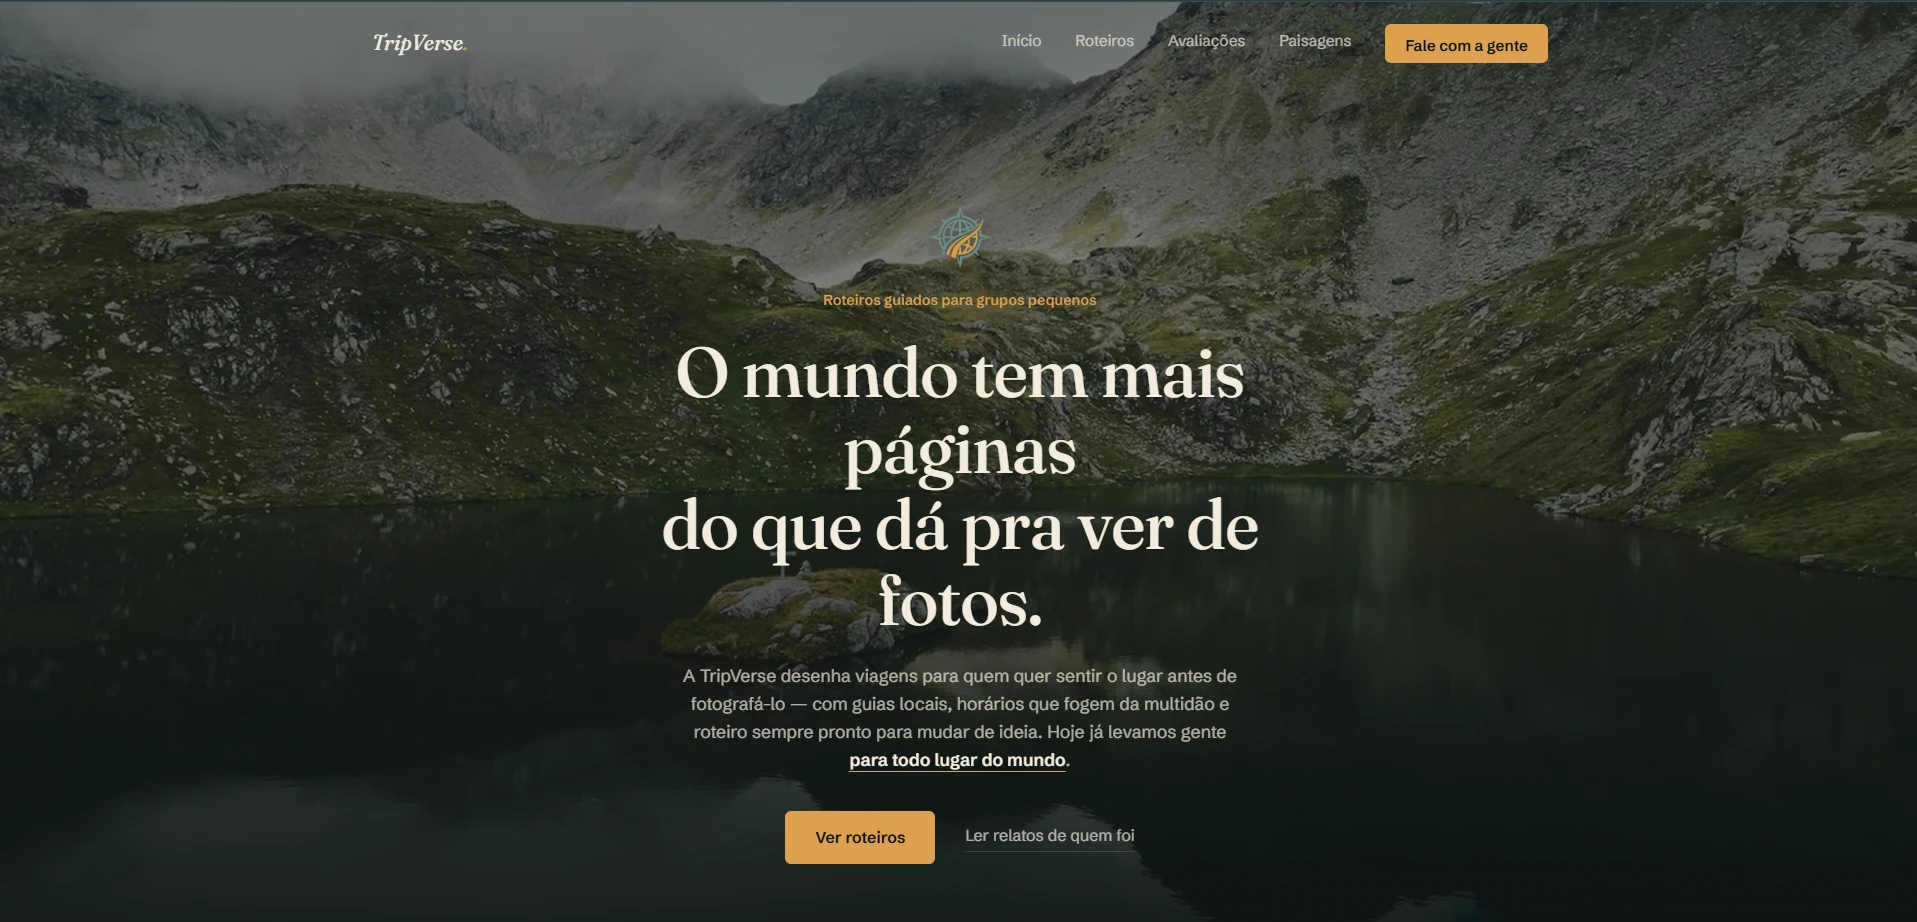 TripVerse.
Início
Roteiros
Avaliações
Paisagens
Fale com a gente
Roteiros guiados para grupos pequenos
O mundo tem mais
páginas
do que dá pra ver de
fotos.
A TripVerse desenha viagens para quem quer sentir o lugar antes de
fotografá-lo — com guias locais, horários que fogem da multidão e
roteiro sempre pronto para mudar de ideia. Hoje já levamos gente
para todo lugar do mundo.
Ver roteiros
Ler relatos de quem foi